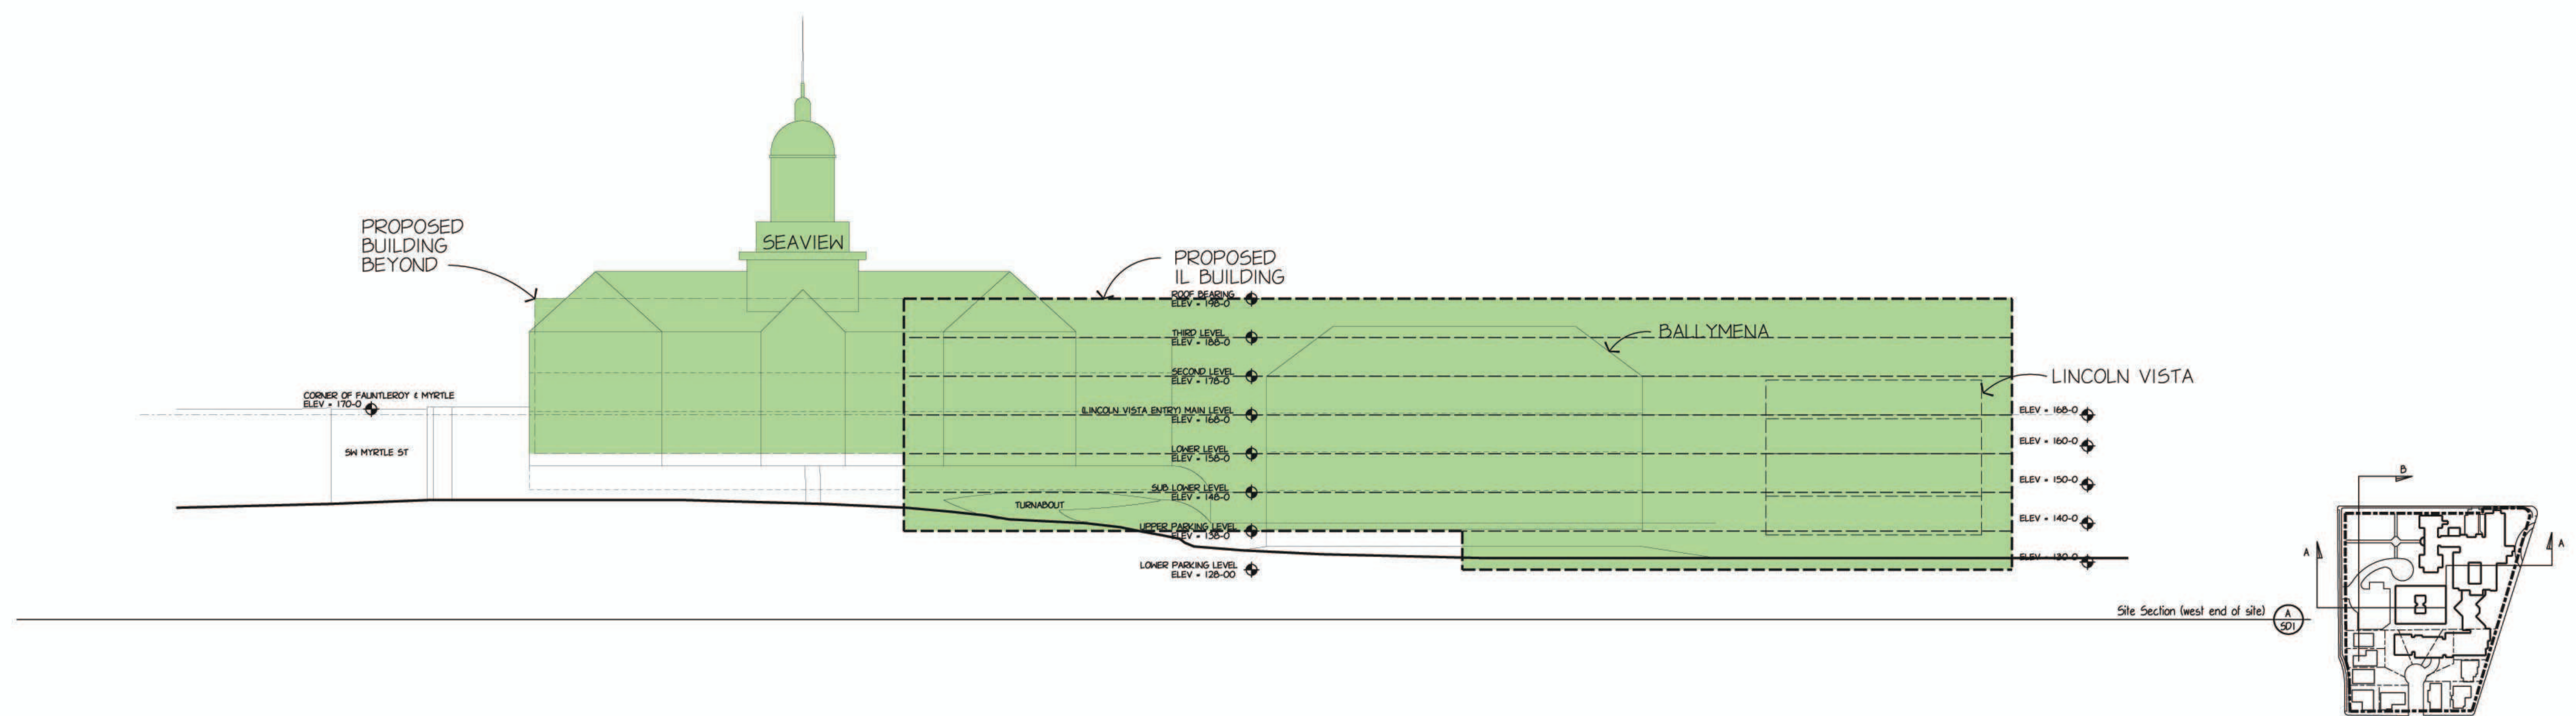 SEAVIEW
PROPOSED
BUILDING
BEYOND
PROPOSED
IL BUILDING
ROOF BEARING
ELEV = 198-0
THIRD LEVEL
ELEV = 188-0
BALLYMENA
SECOND LEVEL
ELEV = 178-0
LINCOLN VISTA
CORNER OF FAUNTLEROY & MYRTLE
ELEV = 170-0
(LINCOLN VISTA ENTRY) MAIN LEVEL
ELEV = 168-0
ELEV = 168-0
SW MYRTLE ST
LOWER LEVEL
ELEV = 158-0
ELEV = 160-0
SUB LOWER LEVEL
ELEV = 148-0
ELEV = 150-0
TURNABOUT
UPPER PARKING LEVEL
ELEV = 138-0
ELEV = 140-0
ELEV = 130-0
LOWER PARKING LEVEL
ELEV = 128-00
B
A
A
Site Section (west end of site)
A
SD1